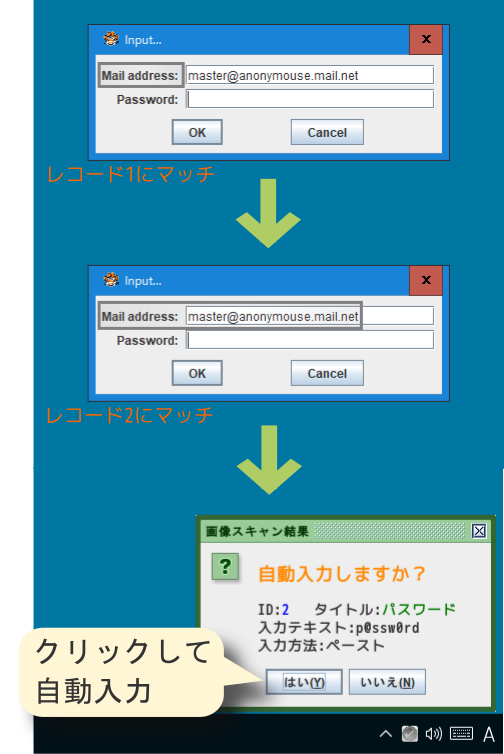 Input...
Mail address: master@anonymouse.mail.net
Password:
OK Cancel
レコード1にマッチ
Input...
Mail address: master@anonymouse.mail.net
Password:
OK Cancel
レコード2にマッチ
画像スキャン結果
?
自動入力しますか?
ID:2 タイトル:パスワード
入力テキスト:p@ssw0rd
入力方法:ペースト
はい(Y) いいえ(N)
クリックして
自動入力
A